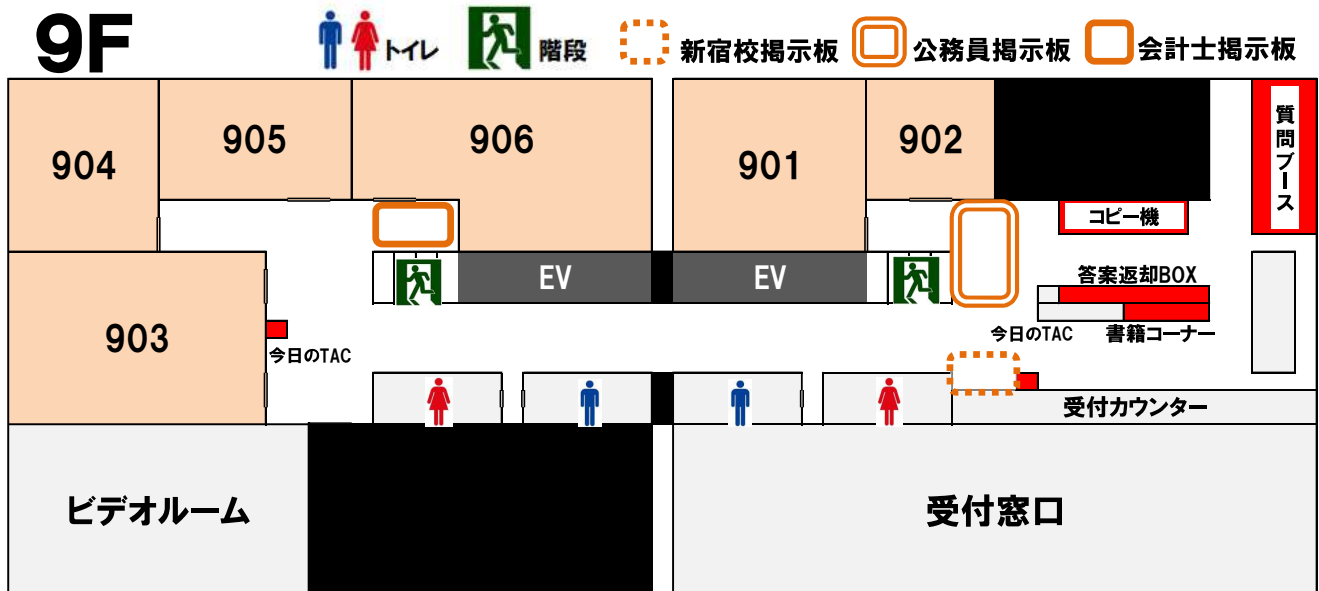 9F
トイレ
階段
新宿校掲示板
公務員掲示板
会計士掲示板
904
905
906
901
902
質問ブース
コピー機
EV
EV
答案返却BOX
903
今日のTAC
今日のTAC
書籍コーナー
受付カウンター
ビデオルーム
受付窓口